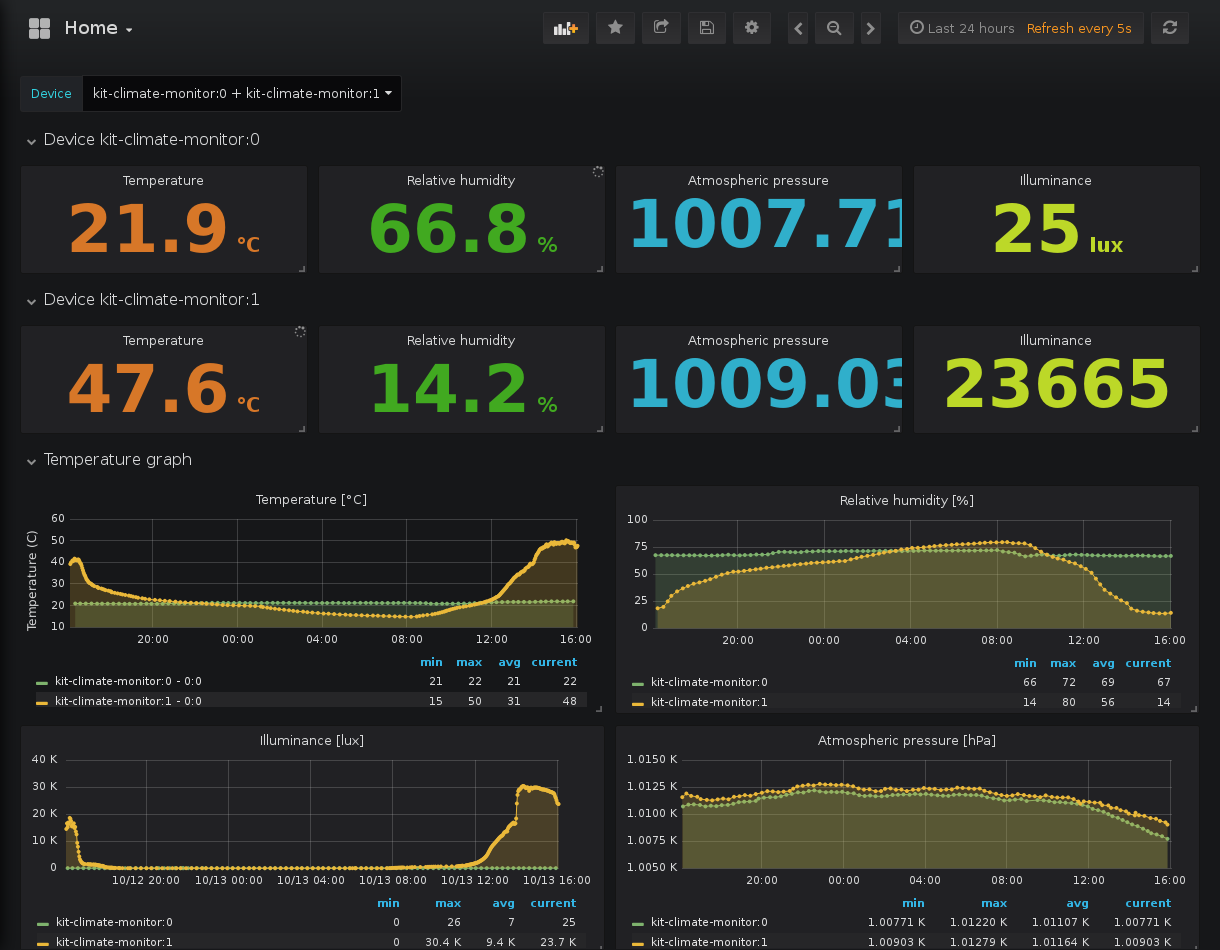 Home
Last 24 hours Refresh every 5s
Device kit-climate-monitor:0 + kit-climate-monitor:1
Device kit-climate-monitor:0
Temperature Relative humidity Atmospheric pressure Illuminance
21.9 °C 66.8 % 1007.71 25 lux
Device kit-climate-monitor:1
Temperature Relative humidity Atmospheric pressure Illuminance
47.6 °C 14.2 % 1009.03 23665
Temperature graph
Temperature [°C]
Temperature (C)
60
50
40
30
20
10
20:00 00:00 04:00 08:00 12:00 16:00
min max avg current
kit-climate-monitor:0 - 0:0 21 22 21 22
kit-climate-monitor:1 - 0:0 15 50 31 48
Relative humidity [%]
100
75
50
25
0
20:00 00:00 04:00 08:00 12:00 16:00
min max avg current
kit-climate-monitor:0 66 72 69 67
kit-climate-monitor:1 14 80 56 14
Illuminance [lux]
40 K
30 K
20 K
10 K
0
10/12 20:00 10/13 00:00 10/13 04:00 10/13 08:00 10/13 12:00 10/13 16:00
min max avg current
kit-climate-monitor:0 0 26 7 25
kit-climate-monitor:1 0 30.4 K 9.4 K 23.7 K
Atmospheric pressure [hPa]
1.0150 K
1.0125 K
1.0100 K
1.0075 K
1.0050 K
20:00 00:00 04:00 08:00 12:00 16:00
min max avg current
kit-climate-monitor:0 1.00771 K 1.01220 K 1.01107 K 1.00771 K
kit-climate-monitor:1 1.00903 K 1.01279 K 1.01164 K 1.00903 K